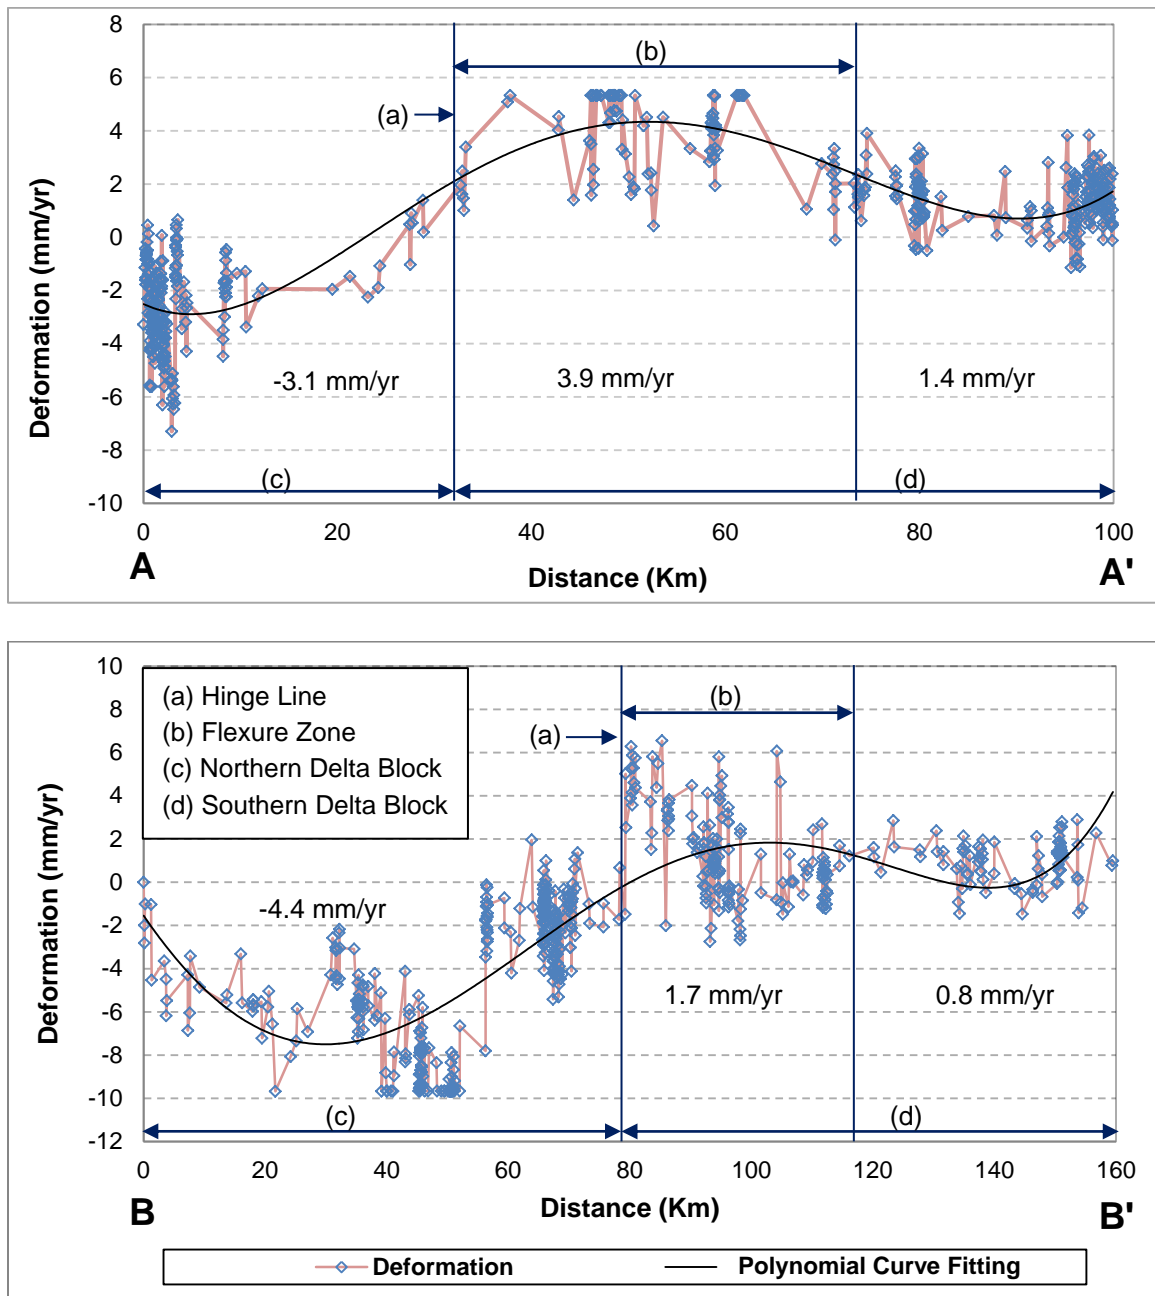 8
6
4
2
0
-2
-4
-6
-8
-10
Deformation (mm/yr)
(b)
(a)
-3.1 mm/yr 3.9 mm/yr 1.4 mm/yr
(c) (d)
0 20 40 60 80 100
A Distance (Km) A'
10
8
6
4
2
0
-2
-4
-6
-8
-10
-12
Deformation (mm/yr)
(a) Hinge Line
(b) Flexure Zone
(c) Northern Delta Block
(d) Southern Delta Block
(b)
(a)
-4.4 mm/yr
1.7 mm/yr 0.8 mm/yr
(c) (d)
0 20 40 60 80 100 120 140 160
B Distance (Km) B'
Deformation Polynomial Curve Fitting